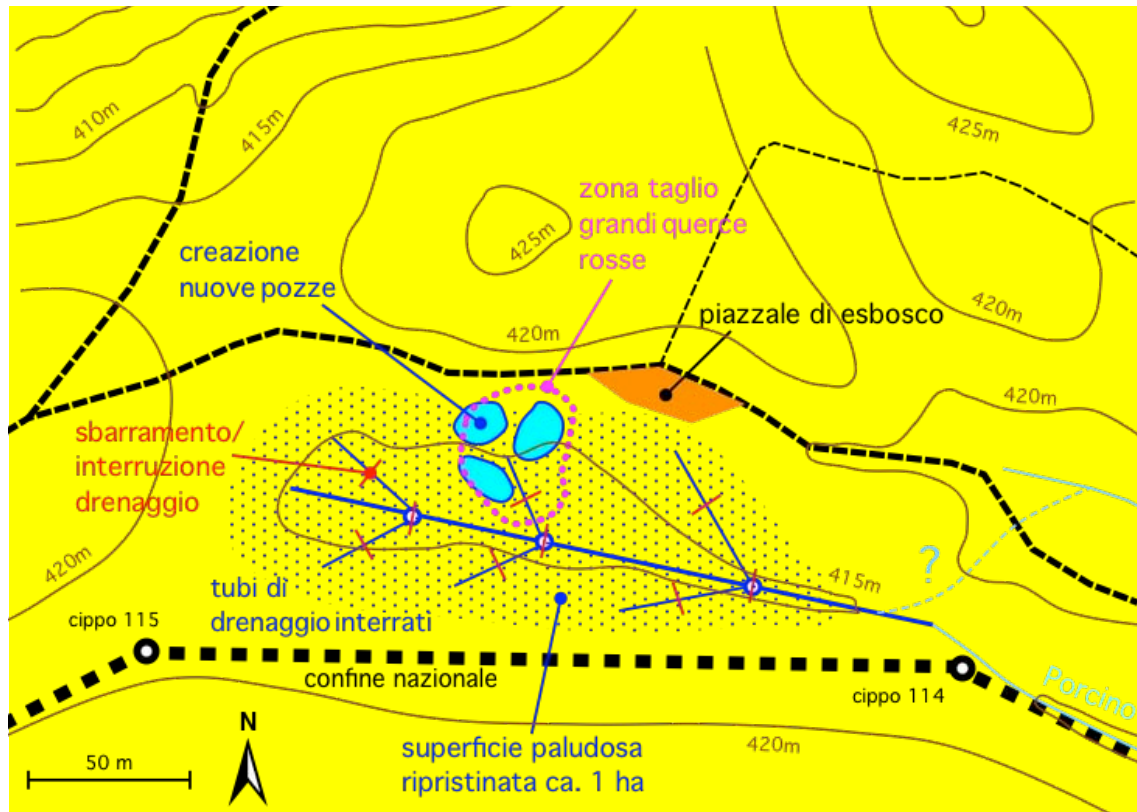 410m
415m
425m
zona taglio
grandi querce
rosse
425m
creazione
nuove pozze
420m
420m
piazzale di esbosco
420m
sbarramento/
interruzione
drenaggio
?
420m
415m
tubi di
drenaggio interrati
cippo 115
confine nazionale
cippo 114
Porcino
N
50 m
superficie paludosa
ripristinata ca. 1 ha
420m